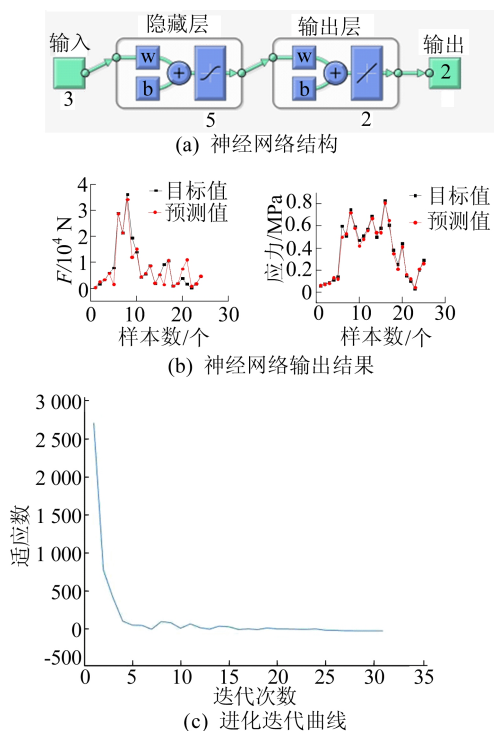 输入
隐藏层
输出层
输出
w
b
+
w
b
+
2
3
5
2
(a) 神经网络结构
目标值
预测值
F/10⁴ N
4
3
2
1
0
0
10
20
30
样本数/个
目标值
预测值
应力/MPa
0.8
0.6
0.4
0.2
0
0
10
20
30
样本数/个
(b) 神经网络输出结果
适应数
3 000
2 500
2 000
1 500
1 000
500
0
-500
0
5
10
15
20
25
30
35
迭代次数
(c) 进化迭代曲线